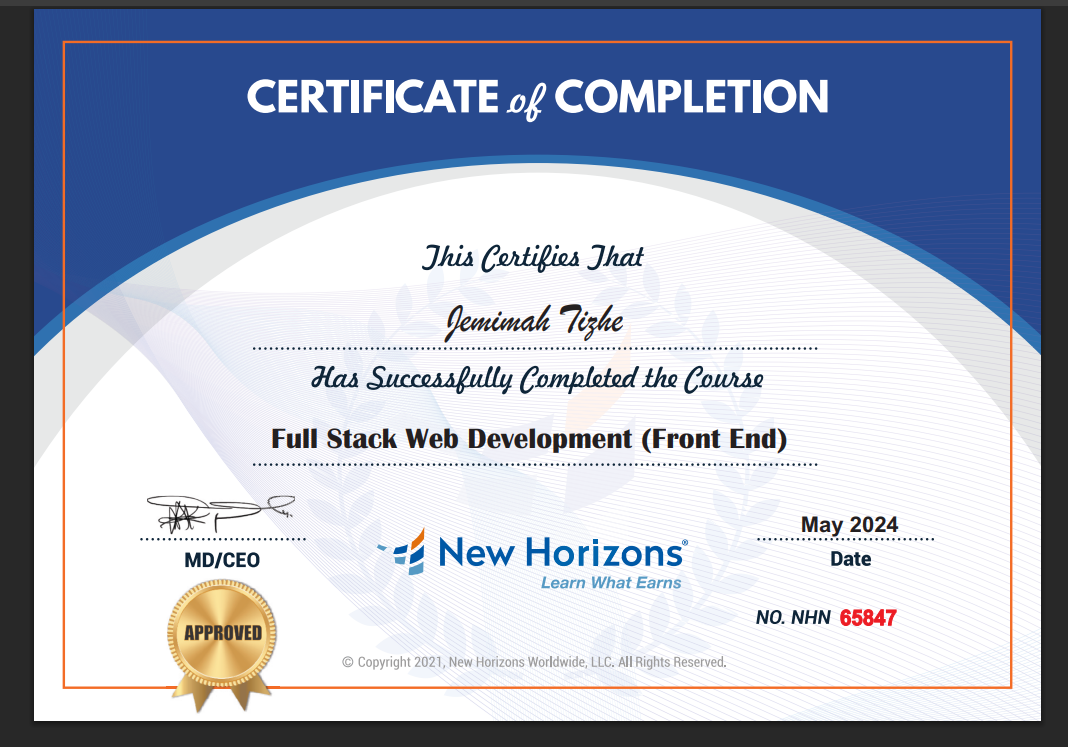 CERTIFICATE of COMPLETION
This Certifies That
Jemimah Tizhe
Has Successfully Completed the Course
Full Stack Web Development (Front End)
May 2024
MD/CEO
Date
New Horizons®
Learn What Earns
APPROVED
NO. NHN 65847
© Copyright 2021, New Horizons Worldwide, LLC. All Rights Reserved.